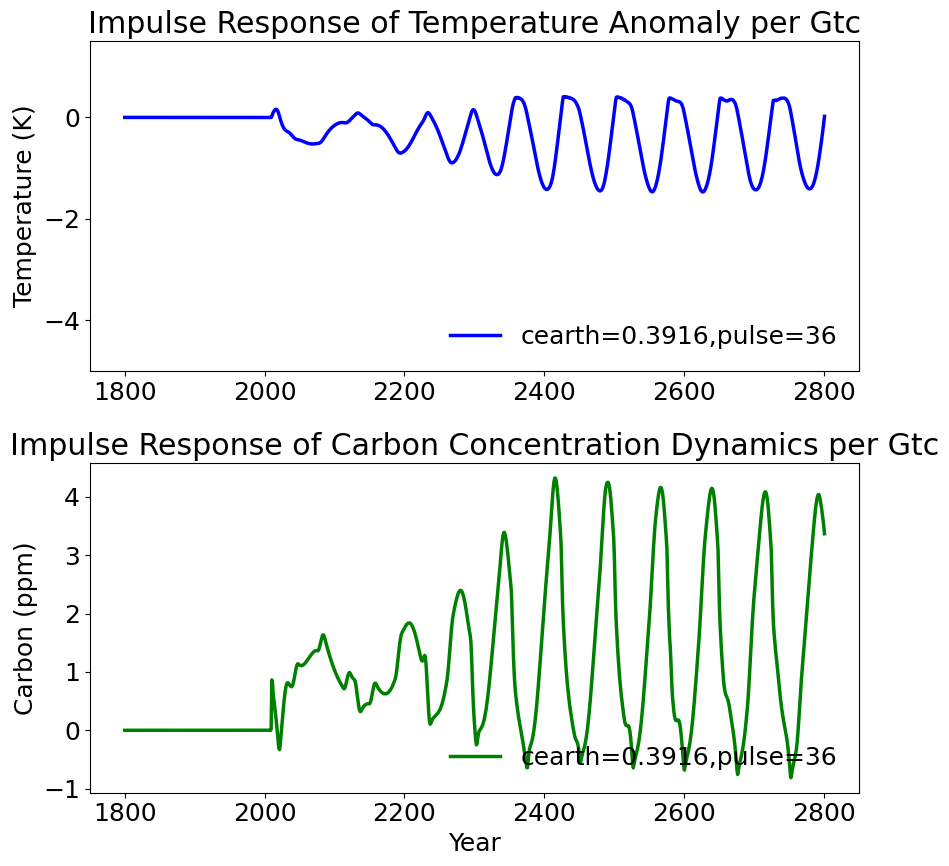 Impulse Response of Temperature Anomaly per Gtc
Temperature (K)
0
−2
−4
cearth=0.3916,pulse=36
1800 2000 2200 2400 2600 2800
Impulse Response of Carbon Concentration Dynamics per Gtc
Carbon (ppm)
4
3
2
1
0
−1
cearth=0.3916,pulse=36
1800 2000 2200 2400 2600 2800
Year